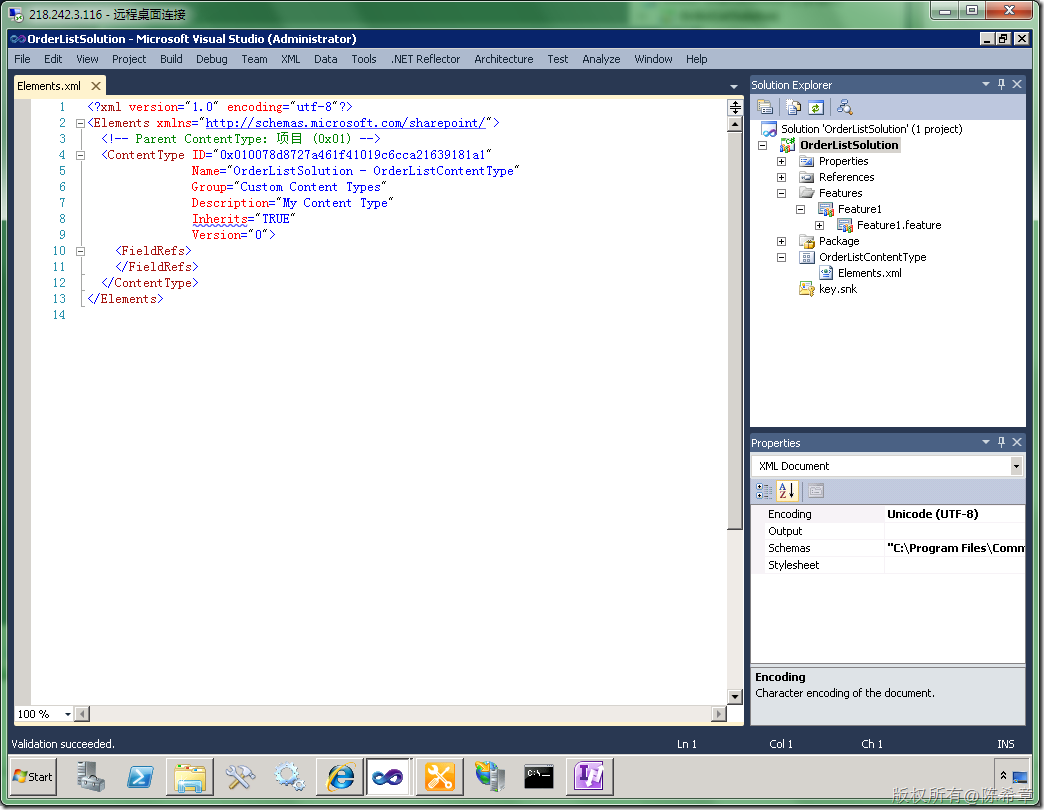 218.242.3.116 - 远程桌面连接
OrderListSolution - Microsoft Visual Studio (Administrator)
File Edit View Project Build Debug Team XML Data Tools .NET Reflector Architecture Test Analyze Window Help
Elements.xml
1 <?xml version="1.0" encoding="utf-8"?>
2 <Elements xmlns="http://schemas.microsoft.com/sharepoint/">
3 <!-- Parent ContentType: 项目 (0x01) -->
4 <ContentType ID="0x010078d8727a461f41019c6cca21639181a1"
5 Name="OrderListSolution - OrderListContentType"
6 Group="Custom Content Types"
7 Description="My Content Type"
8 Inherits="TRUE"
9 Version="0">
10 <FieldRefs>
11 </FieldRefs>
12 </ContentType>
13 </Elements>
14
100 %
Solution Explorer
Solution 'OrderListSolution' (1 project)
OrderListSolution
Properties
References
Features
Feature1
Feature1.feature
Package
OrderListContentType
Elements.xml
key.snk
Properties
XML Document
Encoding Unicode (UTF-8)
Output
Schemas "C:\Program Files\Comm
Stylesheet
Encoding
Character encoding of the document.
Validation succeeded. Ln 1 Col 1 Ch 1 INS
Start
版权所有@陈希章